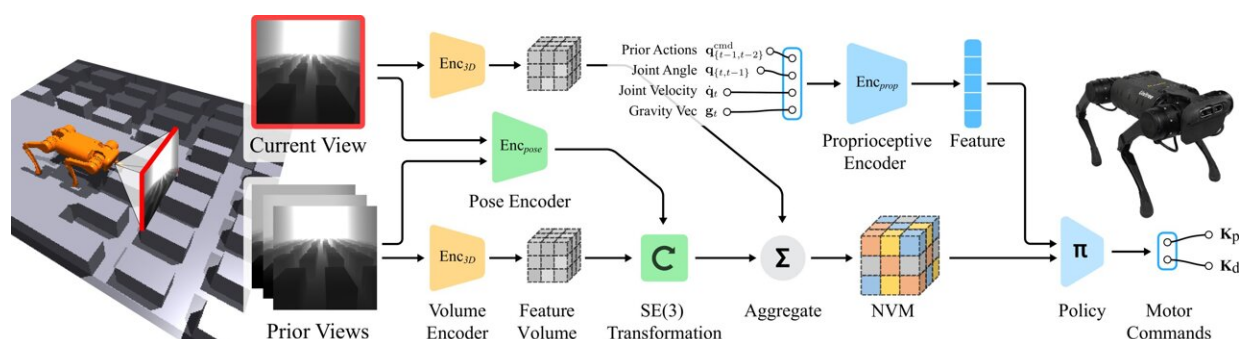 Current View
Prior Views
Enc3D
Encpose
Pose Encoder
Enc3D
Volume
Encoder
Feature
Volume
SE(3)
Transformation
Σ
Aggregate
NVM
Prior Actions q^cmd_{t−1,t−2}
Joint Angle q_{t,t−1}
Joint Velocity q̇_t
Gravity Vec g_t
Encprop
Proprioceptive
Encoder
Feature
π
Policy
Kp
Kd
Motor
Commands